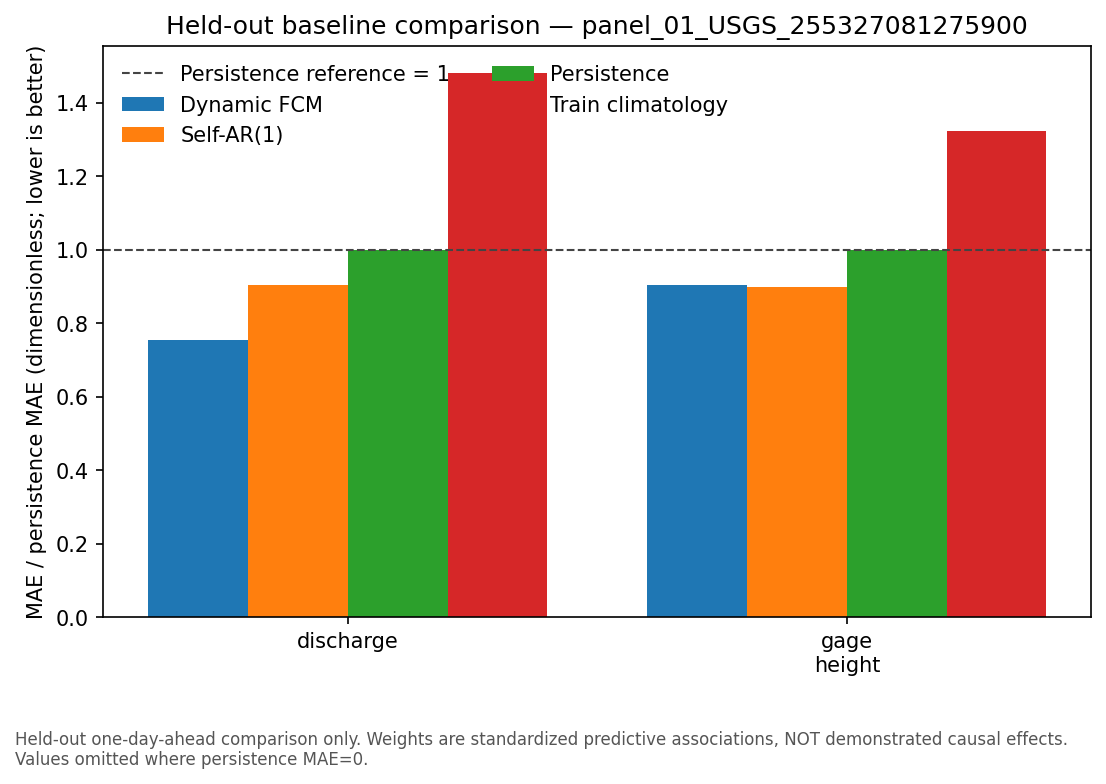 Held-out baseline comparison — panel_01_USGS_255327081275900
MAE / persistence MAE (dimensionless; lower is better)
Persistence reference = 1
Dynamic FCM
Self-AR(1)
Persistence
Train climatology
1.4
1.2
1.0
0.8
0.6
0.4
0.2
0.0
discharge
gage
height
Held-out one-day-ahead comparison only. Weights are standardized predictive associations, NOT demonstrated causal effects.
Values omitted where persistence MAE=0.